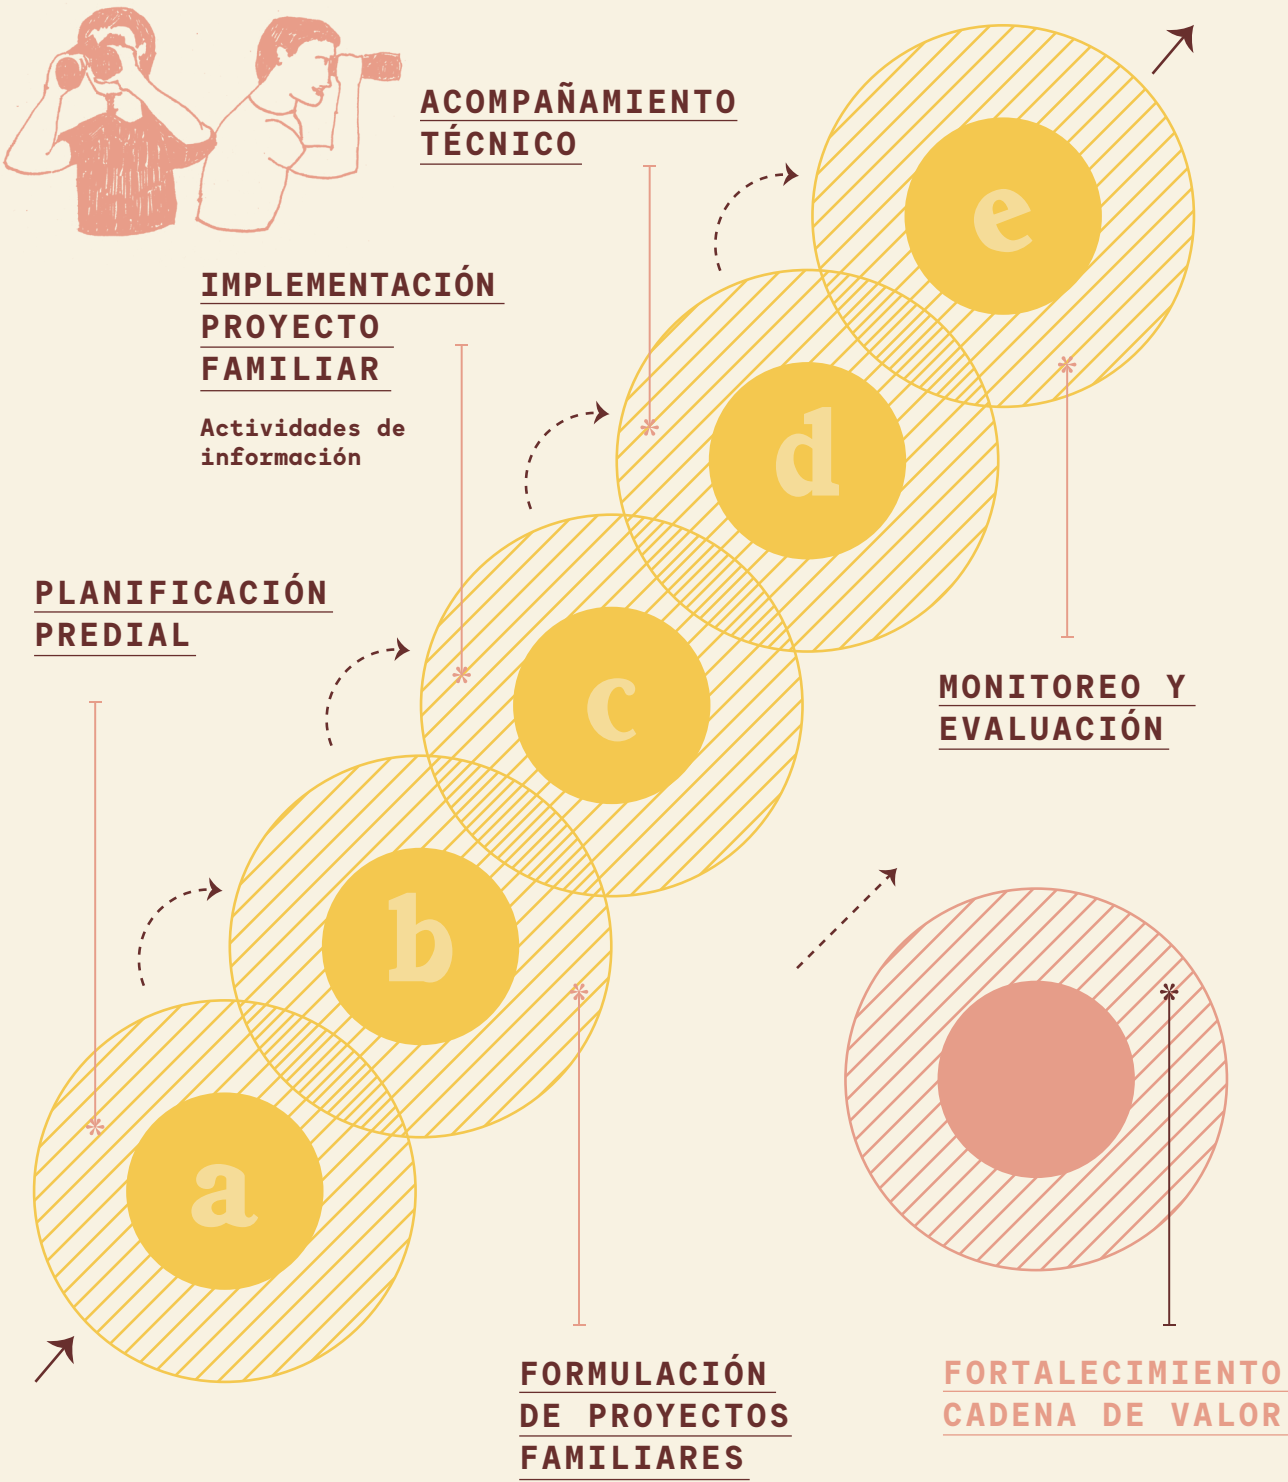 ACOMPAÑAMIENTO
TÉCNICO
e
IMPLEMENTACIÓN
PROYECTO
FAMILIAR
Actividades de
información
d
PLANIFICACIÓN
PREDIAL
c
MONITOREO Y
EVALUACIÓN
b
a
FORMULACIÓN
DE PROYECTOS
FAMILIARES
FORTALECIMIENTO
CADENA DE VALOR